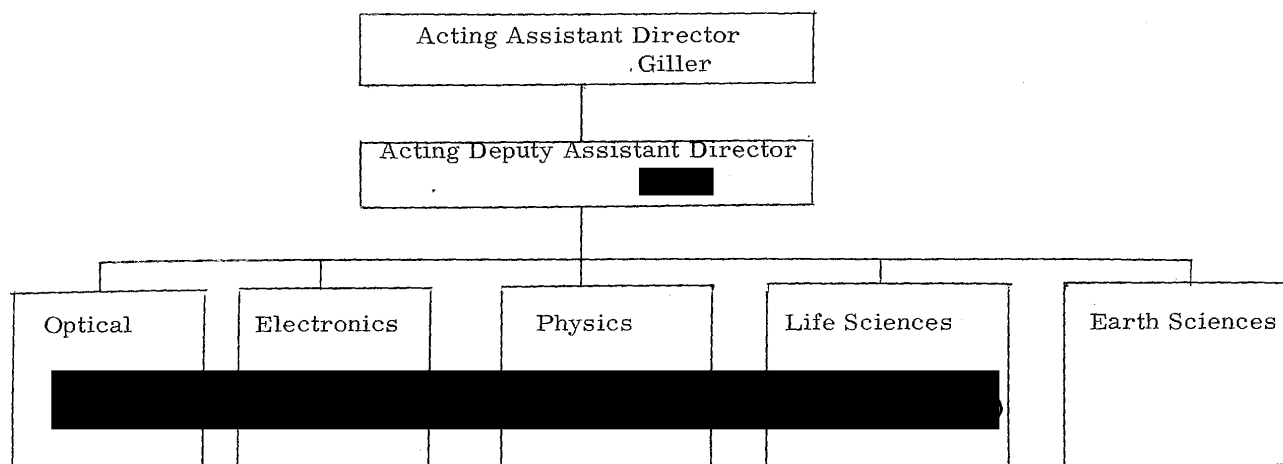 Acting Assistant Director
Giller
Acting Deputy Assistant Director
Optical
Electronics
Physics
Life Sciences
Earth Sciences